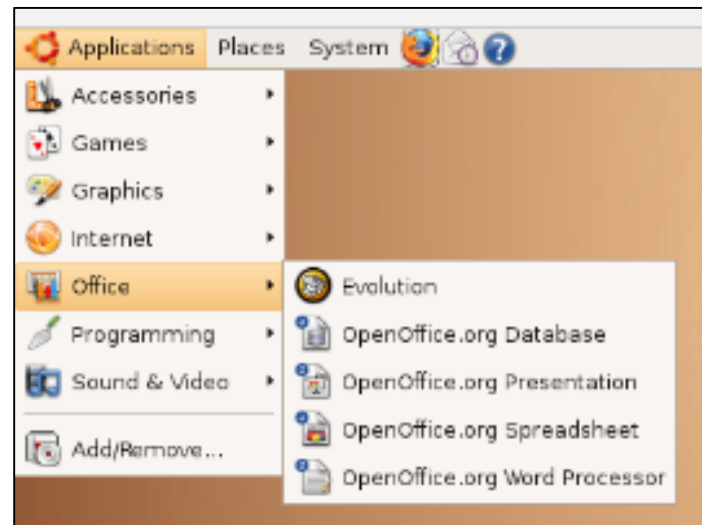 Applications Places System
Accessories
Games
Graphics
Internet
Office
Evolution
Programming
OpenOffice.org Database
Sound & Video
OpenOffice.org Presentation
Add/Remove...
OpenOffice.org Spreadsheet
OpenOffice.org Word Processor